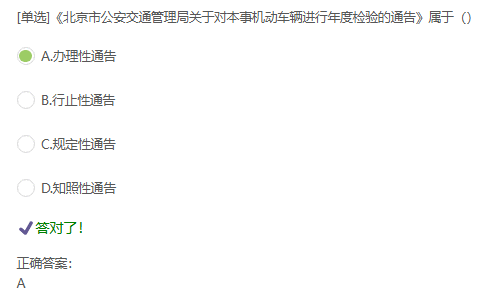 [单选]《北京市公安交通管理局关于对本事机动车辆进行年度检验的通告》属于（）
A.办理性通告
B.行止性通告
C.规定性通告
D.知照性通告
答对了!
正确答案：
A